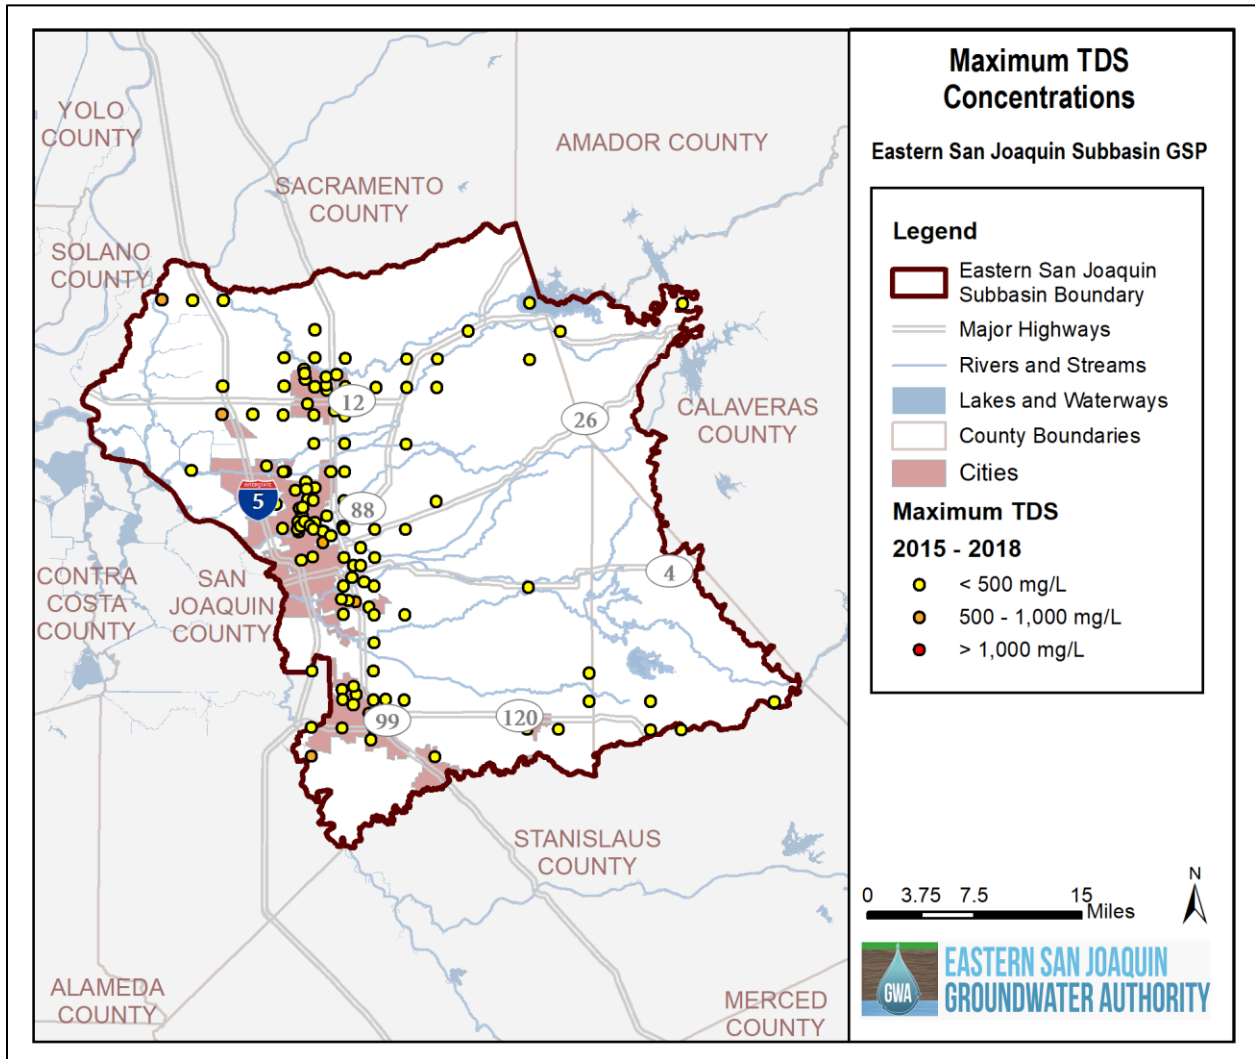 YOLO
COUNTY
AMADOR COUNTY
SACRAMENTO
COUNTY
SOLANO
COUNTY
CALAVERAS
COUNTY
CONTRA
COSTA
COUNTY
SAN
JOAQUIN
COUNTY
STANISLAUS
COUNTY
ALAMEDA
COUNTY
MERCED
COUNTY
12
26
INTERSTATE
5
88
4
99
120
Maximum TDS
Concentrations
Eastern San Joaquin Subbasin GSP
Legend
Eastern San Joaquin
Subbasin Boundary
Major Highways
Rivers and Streams
Lakes and Waterways
County Boundaries
Cities
Maximum TDS
2015 - 2018
< 500 mg/L
500 - 1,000 mg/L
> 1,000 mg/L
0 3.75 7.5 15
Miles
N
GWA
EASTERN SAN JOAQUIN
GROUNDWATER AUTHORITY